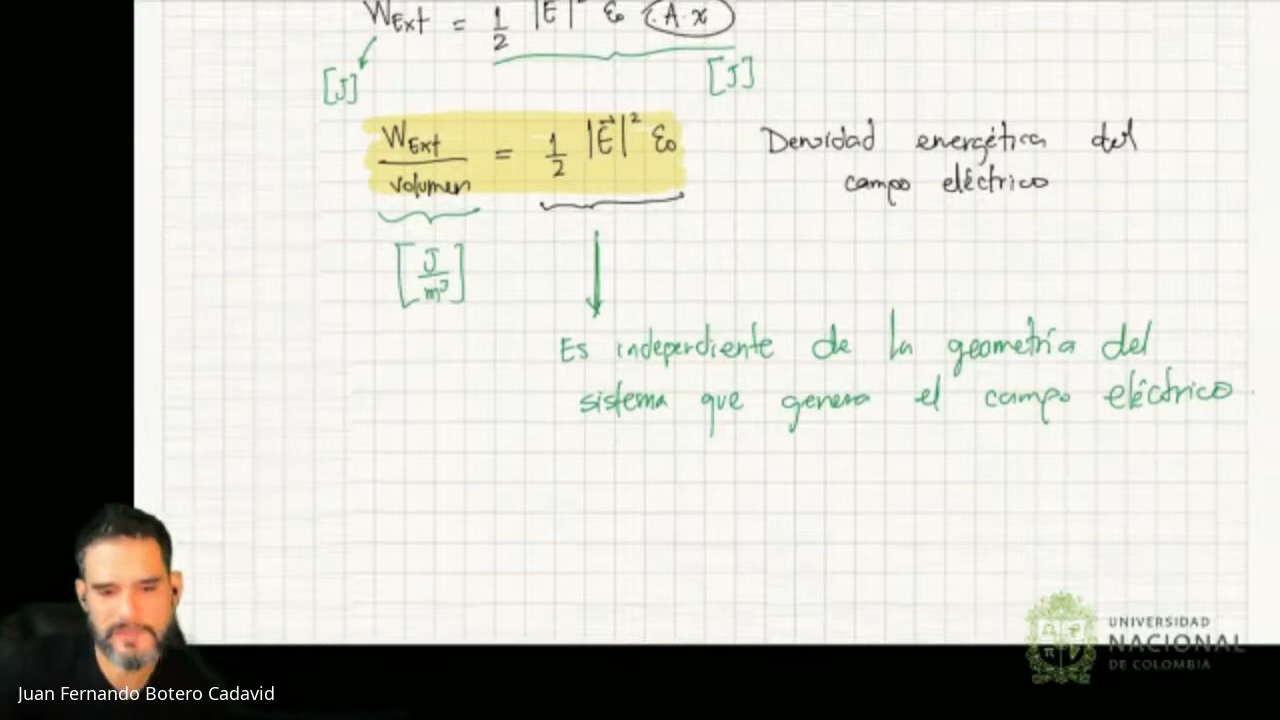 W_Ext = 1/2 |E|² ε₀ (·A·x)
[J] [J]
W_Ext / volumen = 1/2 |E⃗|² ε₀
Densidad energética del
campo eléctrico
[J/m³]
Es independiente de la geometría del
sistema que genera el campo eléctrico.
UNIVERSIDAD
NACIONAL
DE COLOMBIA
Juan Fernando Botero Cadavid